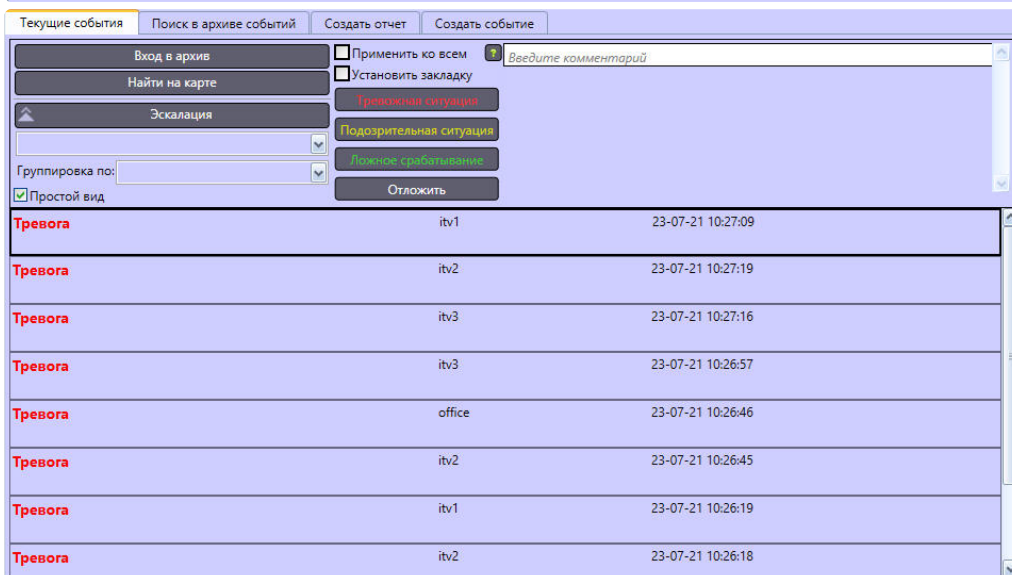 Текущие события Поиск в архиве событий Создать отчет Создать событие
Вход в архив
Найти на карте
Эскалация
Группировка по:
Простой вид
Применить ко всем
Установить закладку
Тревожная ситуация
Подозрительная ситуация
Ложное срабатывание
Отложить
?
Введите комментарий
Тревога itv1 23-07-21 10:27:09
Тревога itv2 23-07-21 10:27:19
Тревога itv3 23-07-21 10:27:16
Тревога itv3 23-07-21 10:26:57
Тревога office 23-07-21 10:26:46
Тревога itv2 23-07-21 10:26:45
Тревога itv1 23-07-21 10:26:19
Тревога itv2 23-07-21 10:26:18